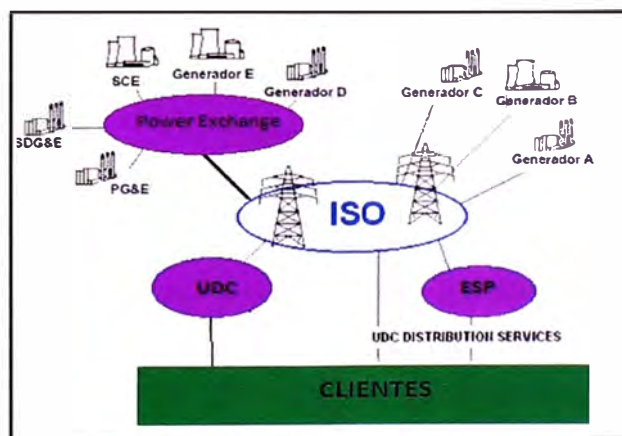 SCE
Generador E
Generador D
Power Exchange
SDG&E
PG&E
Generador C
Generador B
Generador A
ISO
UDC
ESP
UDC DISTRIBUTION SERVICES
CLIENTES